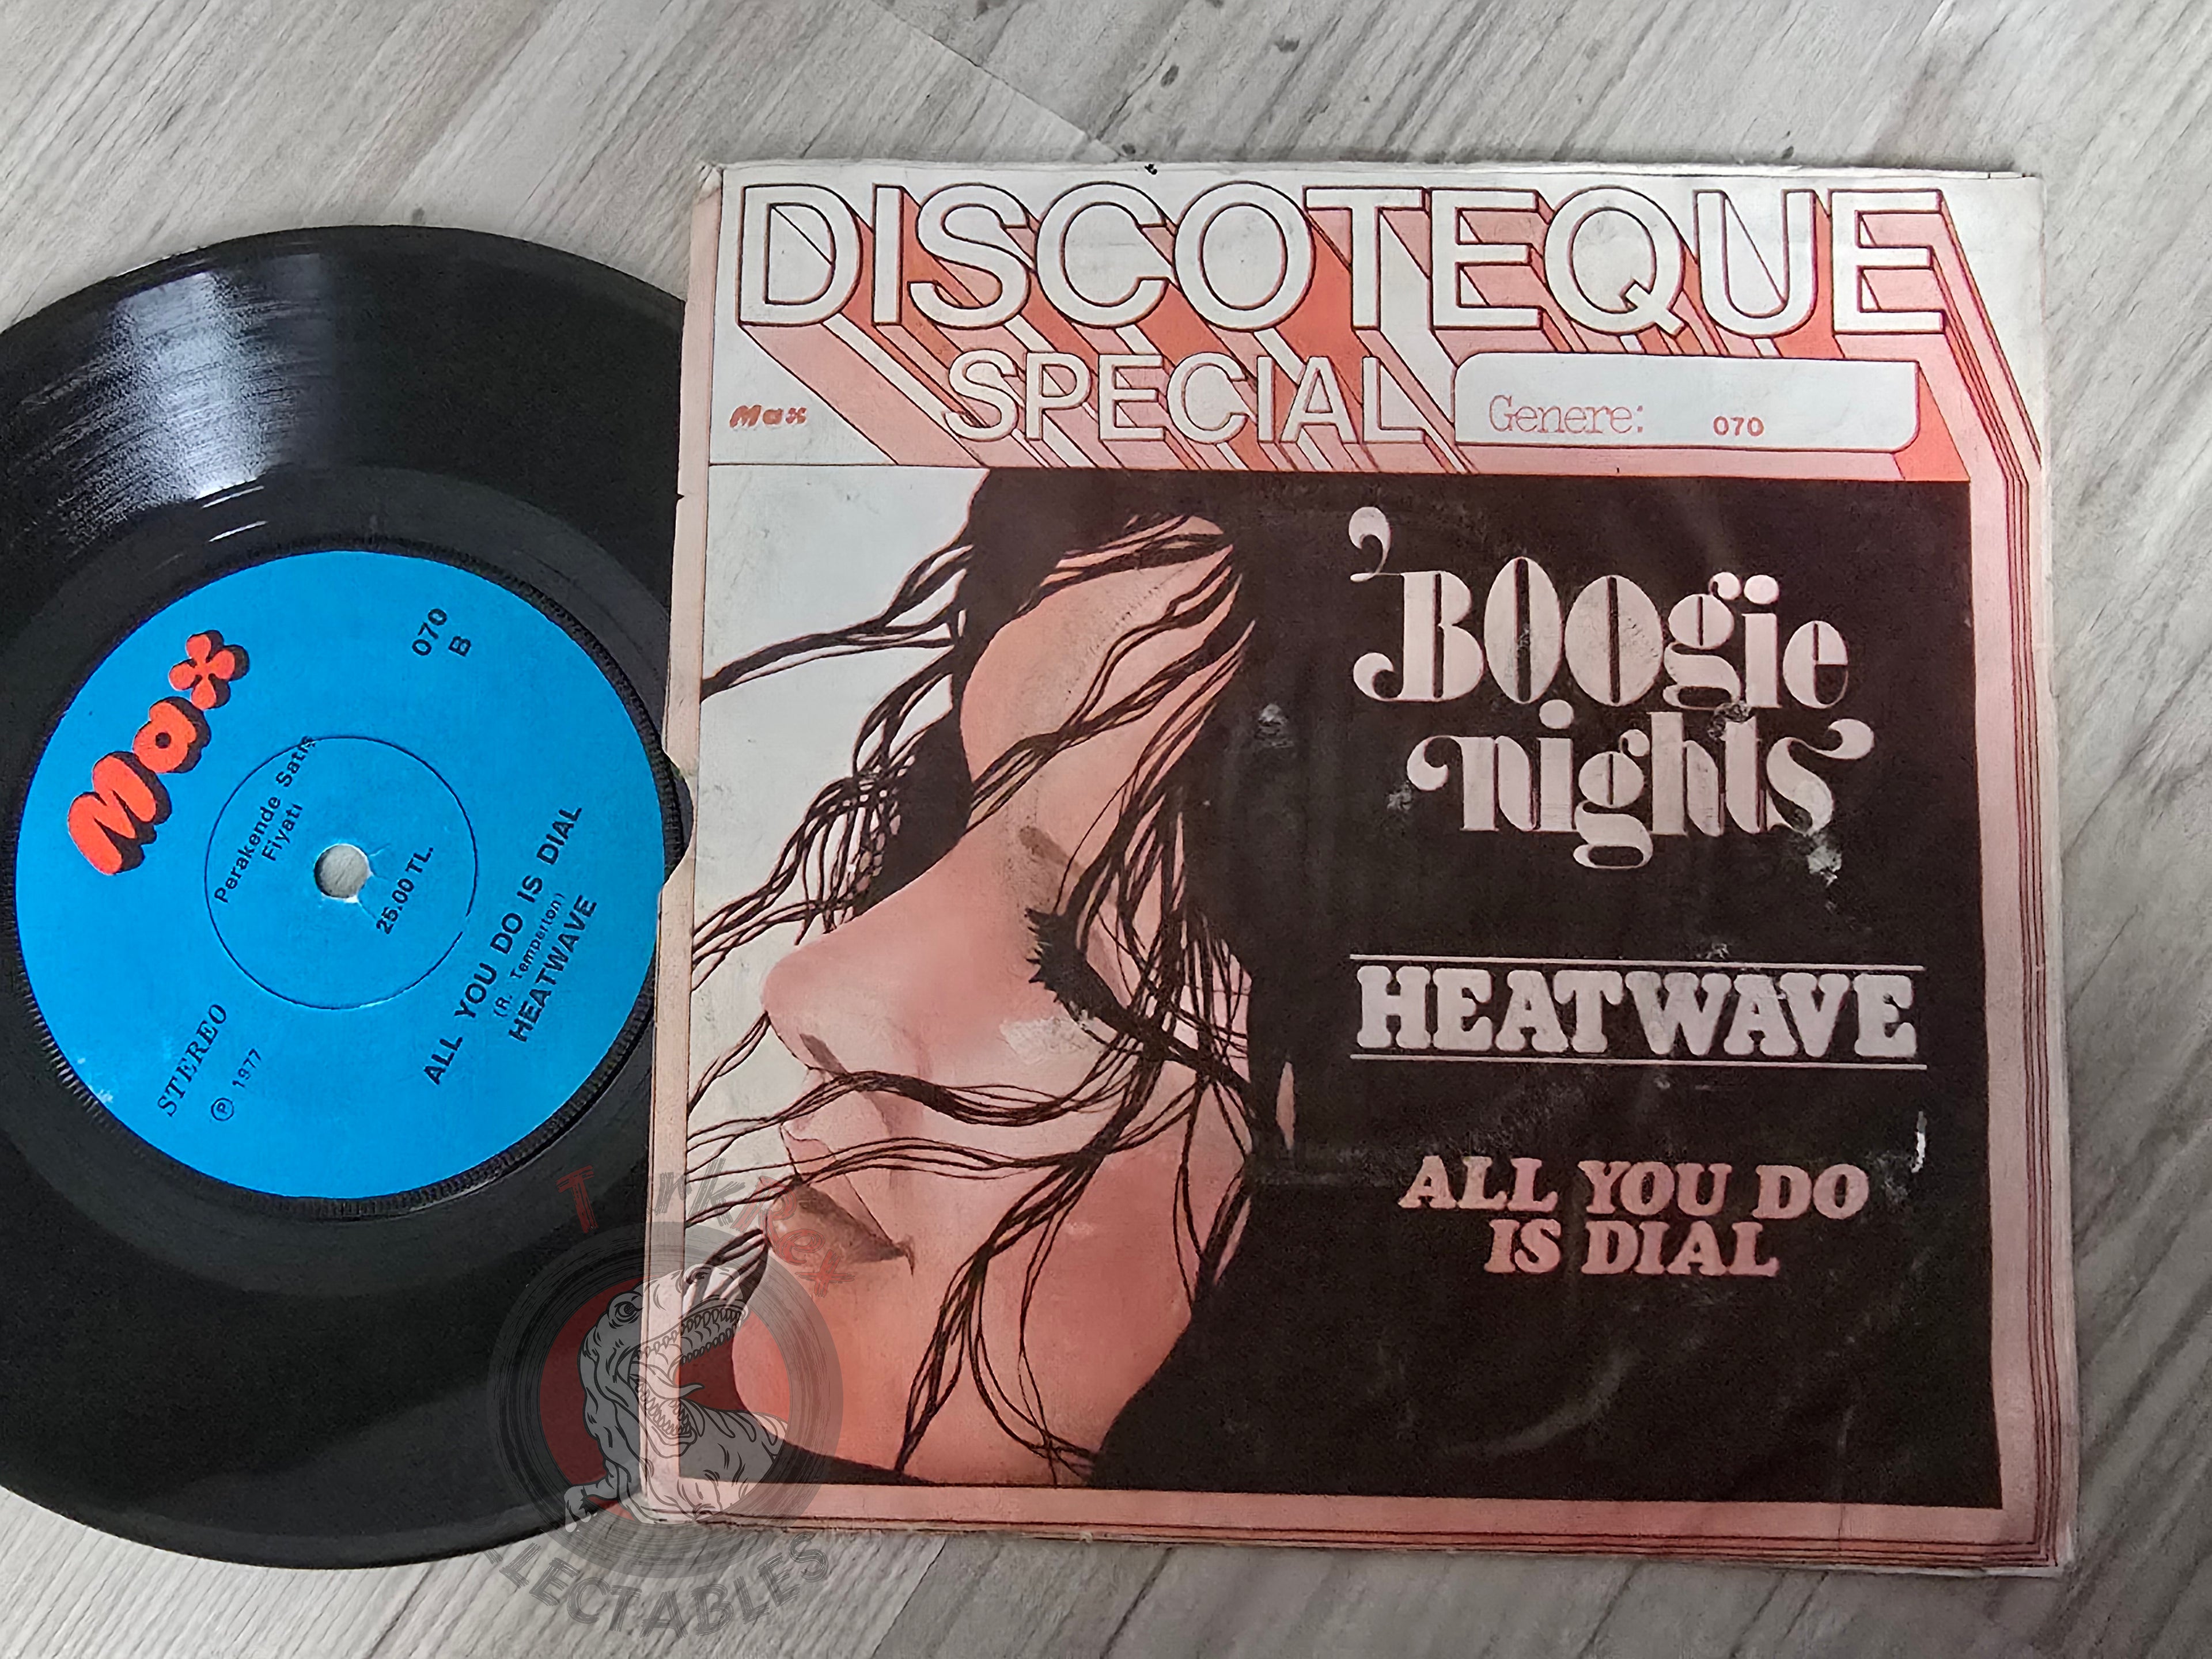 DISCOTEQUE
SPECIAL
Max
Genere: 070
'BOOgie
nights
HEATWAVE
ALL YOU DO
IS DIAL
Max
070
B
Perakende Satış
Fiyatı
25.00 TL.
STEREO
Ⓟ 1977
ALL YOU DO IS DIAL
(R. Temperton)
HEATWAVE